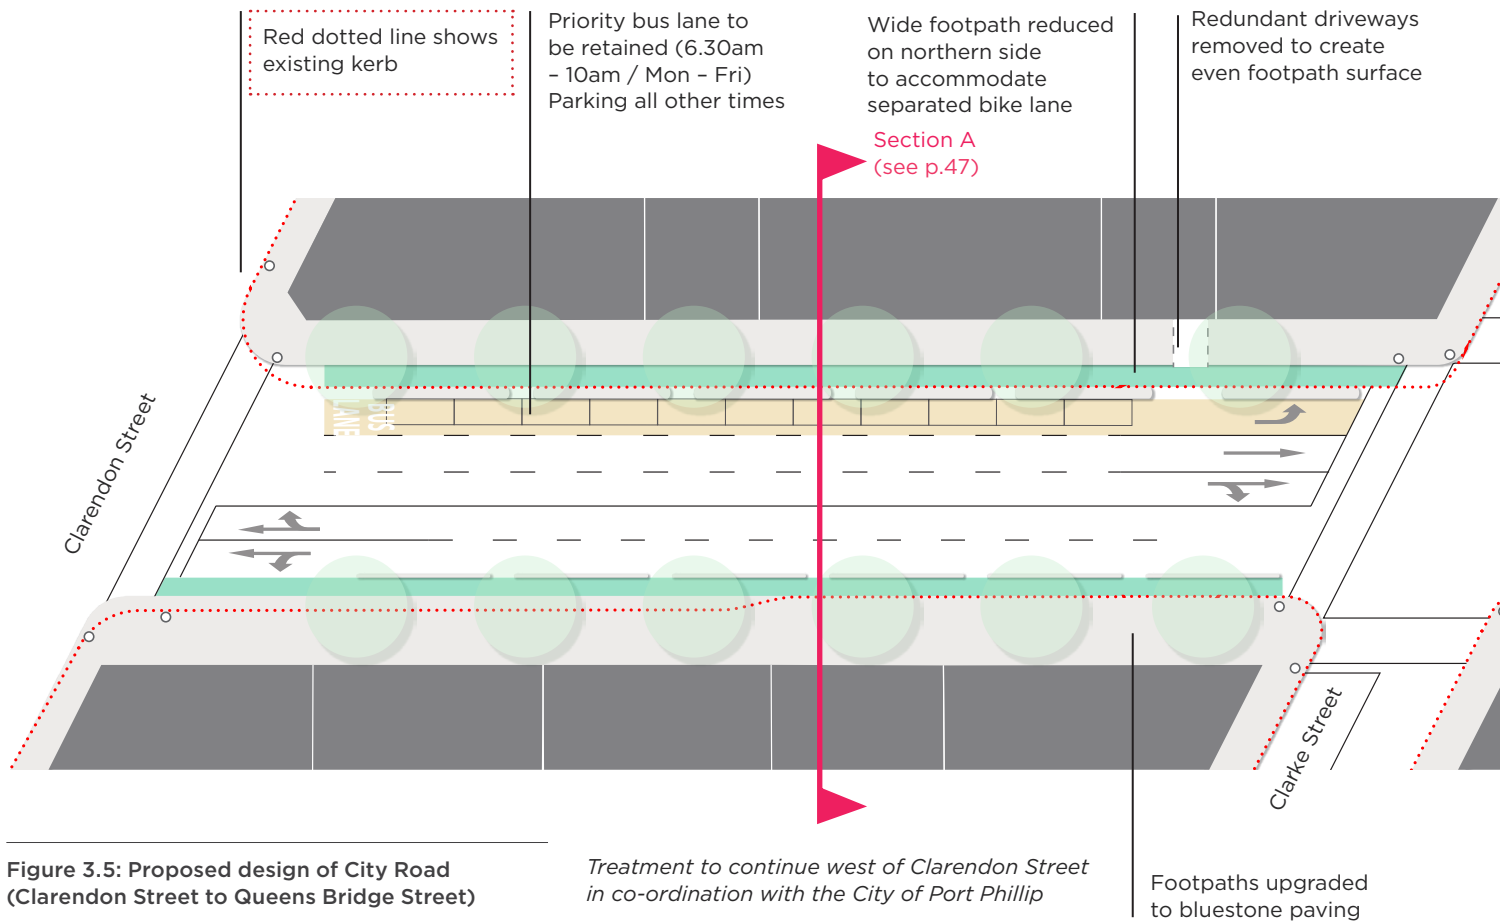 Red dotted line shows
existing kerb
Priority bus lane to
be retained (6.30am
– 10am / Mon – Fri)
Parking all other times
Wide footpath reduced
on northern side
to accommodate
separated bike lane
Redundant driveways
removed to create
even footpath surface
Section A
(see p.47)
BUS
LANE
Clarendon Street
Clarke Street
Figure 3.5: Proposed design of City Road
(Clarendon Street to Queens Bridge Street)
Treatment to continue west of Clarendon Street
in co-ordination with the City of Port Phillip
Footpaths upgraded
to bluestone paving